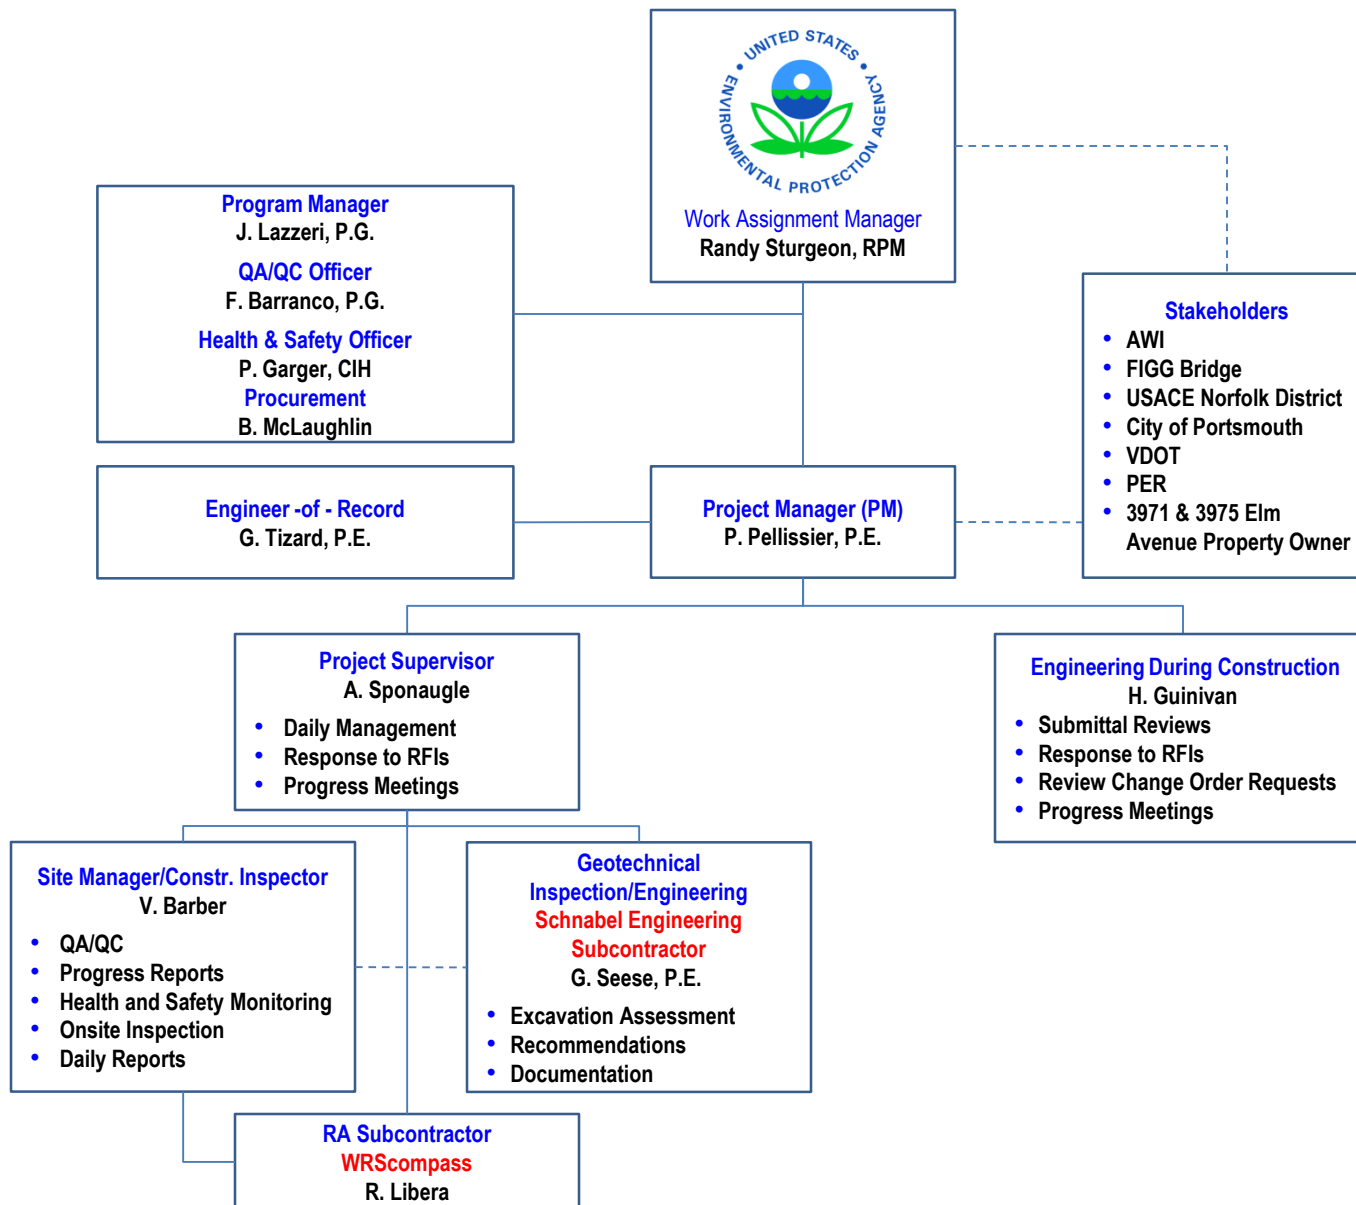 UNITED STATES
ENVIRONMENTAL PROTECTION AGENCY
Work Assignment Manager
Randy Sturgeon, RPM
Program Manager
J. Lazzeri, P.G.
QA/QC Officer
F. Barranco, P.G.
Health & Safety Officer
P. Garger, CIH
Procurement
B. McLaughlin
Stakeholders
• AWI
• FIGG Bridge
• USACE Norfolk District
• City of Portsmouth
• VDOT
• PER
• 3971 & 3975 Elm
Avenue Property Owner
Engineer -of - Record
G. Tizard, P.E.
Project Manager (PM)
P. Pellissier, P.E.
Project Supervisor
A. Sponaugle
• Daily Management
• Response to RFIs
• Progress Meetings
Engineering During Construction
H. Guinivan
• Submittal Reviews
• Response to RFIs
• Review Change Order Requests
• Progress Meetings
Site Manager/Constr. Inspector
V. Barber
• QA/QC
• Progress Reports
• Health and Safety Monitoring
• Onsite Inspection
• Daily Reports
Geotechnical
Inspection/Engineering
Schnabel Engineering
Subcontractor
G. Seese, P.E.
• Excavation Assessment
• Recommendations
• Documentation
RA Subcontractor
WRScompass
R. Libera